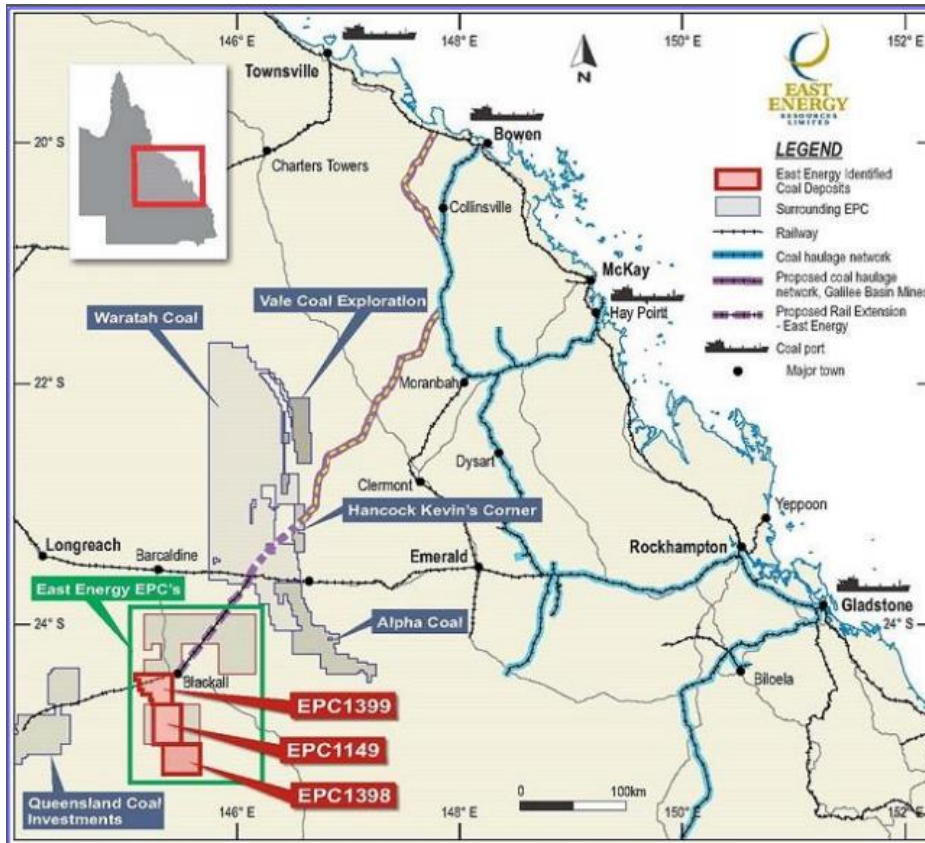 146° E
148° E
150° E
152° E
Townsville
N
EAST
ENERGY
RESOURCES
LIMITED
Bowen
20° S
Charters Towers
LEGEND
East Energy Identified
Coal Deposits
Surrounding EPC
Railway
Coal haulage network
Proposed coal haulage
network, Galilee Basin Mines
Proposed Rail Extension
- East Energy
Coal port
Major town
Collinsville
McKay
Hay Point
Vale Coal Exploration
Waratah Coal
22° S
Moranbah
Dysart
Clermont
Hancock Kevin's Corner
Yeppoon
Longreach
Barcaldine
Emerald
Rockhampton
East Energy EPC's
Gladstone
24° S
24° S
Alpha Coal
Blackall
Biloela
EPC1399
EPC1149
EPC1398
Queensland Coal
Investments
0
100km
146° E
148° E
150° E
152° E